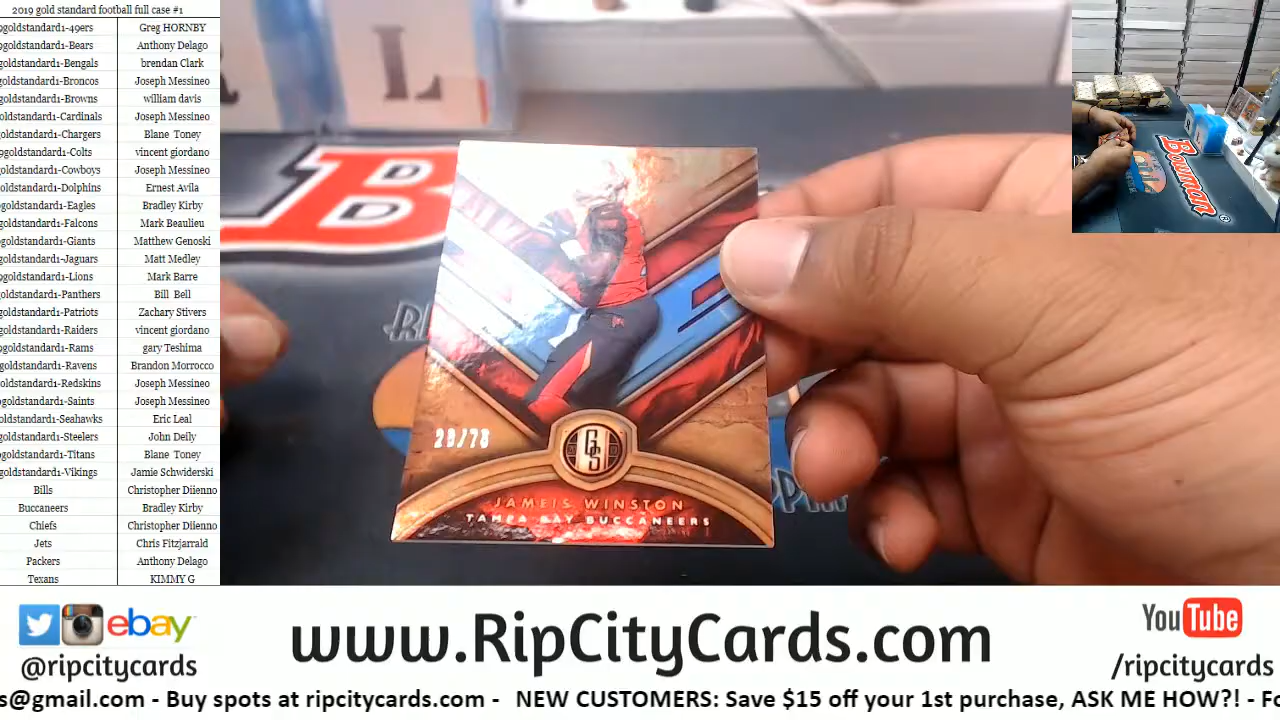 2019 gold standard football full case #1
9goldstandard1-49ers Greg HORNBY
9goldstandard1-Bears Anthony Delago
goldstandard1-Bengals brendan Clark
goldstandard1-Broncos Joseph Messineo
goldstandard1-Browns william davis
goldstandard1-Cardinals Joseph Messineo
goldstandard1-Chargers Blane Toney
9goldstandard1-Colts vincent giordano
goldstandard1-Cowboys Joseph Messineo
goldstandard1-Dolphins Ernest Avila
goldstandard1-Eagles Bradley Kirby
goldstandard1-Falcons Mark Beaulieu
goldstandard1-Giants Matthew Genoski
goldstandard1-Jaguars Matt Medley
goldstandard1-Lions Mark Barre
goldstandard1-Panthers Bill Bell
goldstandard1-Patriots Zachary Stivers
goldstandard1-Raiders vincent giordano
goldstandard1-Rams gary Teshima
goldstandard1-Ravens Brandon Morrocco
goldstandard1-Redskins Joseph Messineo
goldstandard1-Saints Joseph Messineo
goldstandard1-Seahawks Eric Leal
goldstandard1-Steelers John Deily
goldstandard1-Titans Blane Toney
goldstandard1-Vikings Jamie Schwiderski
Bills Christopher Diienno
Buccaneers Bradley Kirby
Chiefs Christopher Diienno
Jets Chris Fitzjarrald
Packers Anthony Delago
Texans KIMMY G
L
B
GS
JAMEIS WINSTON
TAMPA BAY BUCCANEERS
Bowman
ebay
@ripcitycards
www.RipCityCards.com
YouTube
/ripcitycards
s@gmail.com - Buy spots at ripcitycards.com - NEW CUSTOMERS: Save $15 off your 1st purchase, ASK ME HOW?! - Fo